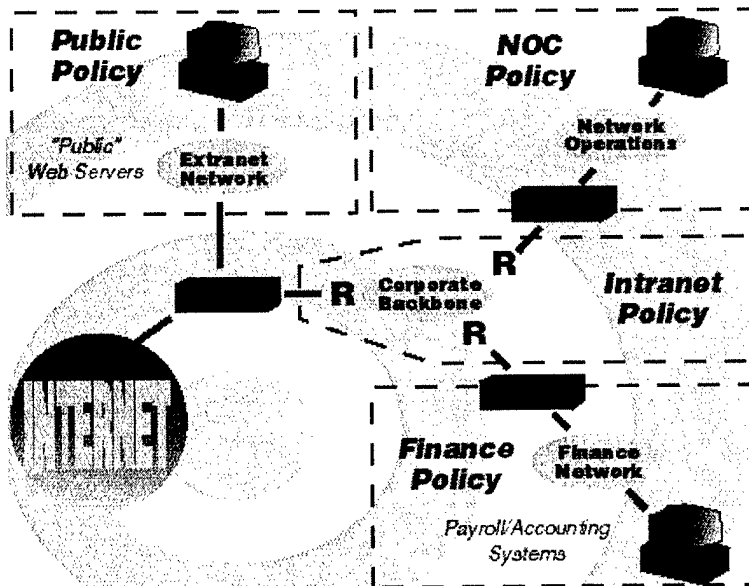 Public
Policy
"Public"
Web Servers
Extranet
Network
NOC
Policy
Network
Operations
R
R
Corporate
Backbone
R
Intranet
Policy
Finance
Policy
Finance
Network
Payroll/Accounting
Systems